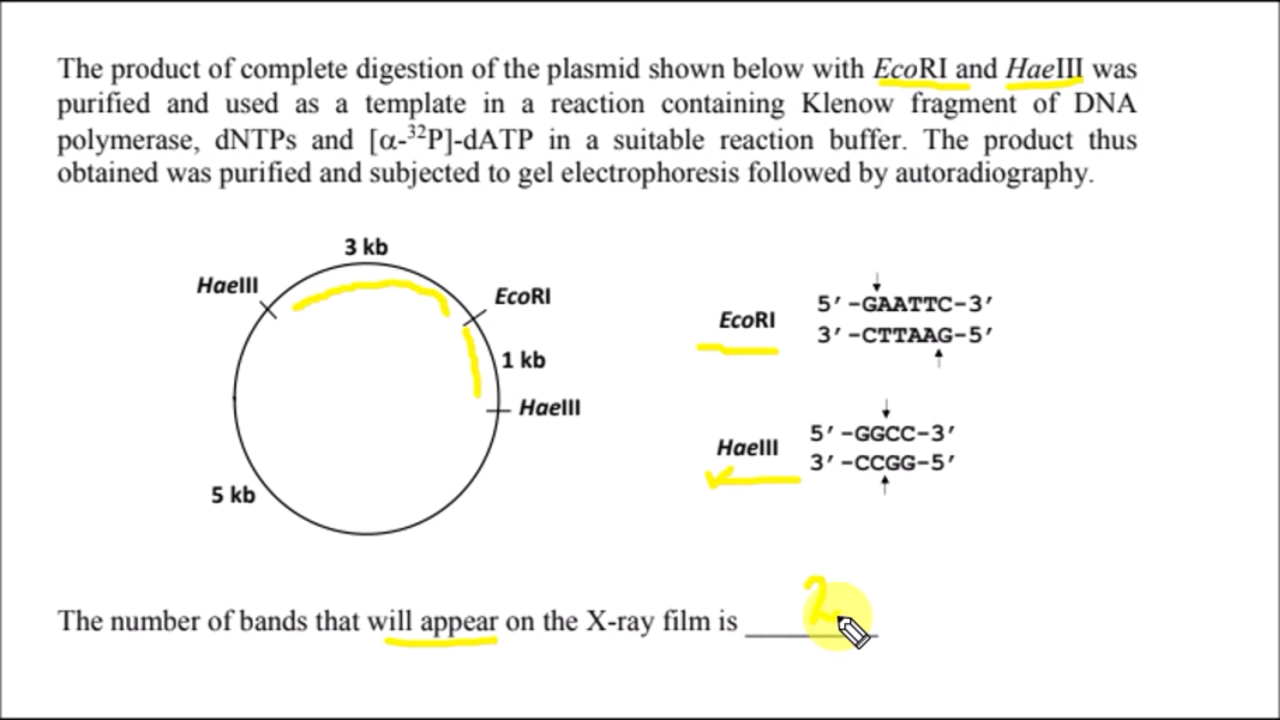 The product of complete digestion of the plasmid shown below with EcoRI and HaeIII was
purified and used as a template in a reaction containing Klenow fragment of DNA
polymerase, dNTPs and [α-³²P]-dATP in a suitable reaction buffer. The product thus
obtained was purified and subjected to gel electrophoresis followed by autoradiography.
3 kb
HaeIII
EcoRI
1 kb
HaeIII
5 kb
EcoRI
5’-GAATTC-3’
3’-CTTAAG-5’
HaeIII
5’-GGCC-3’
3’-CCGG-5’
The number of bands that will appear on the X-ray film is ______ 2